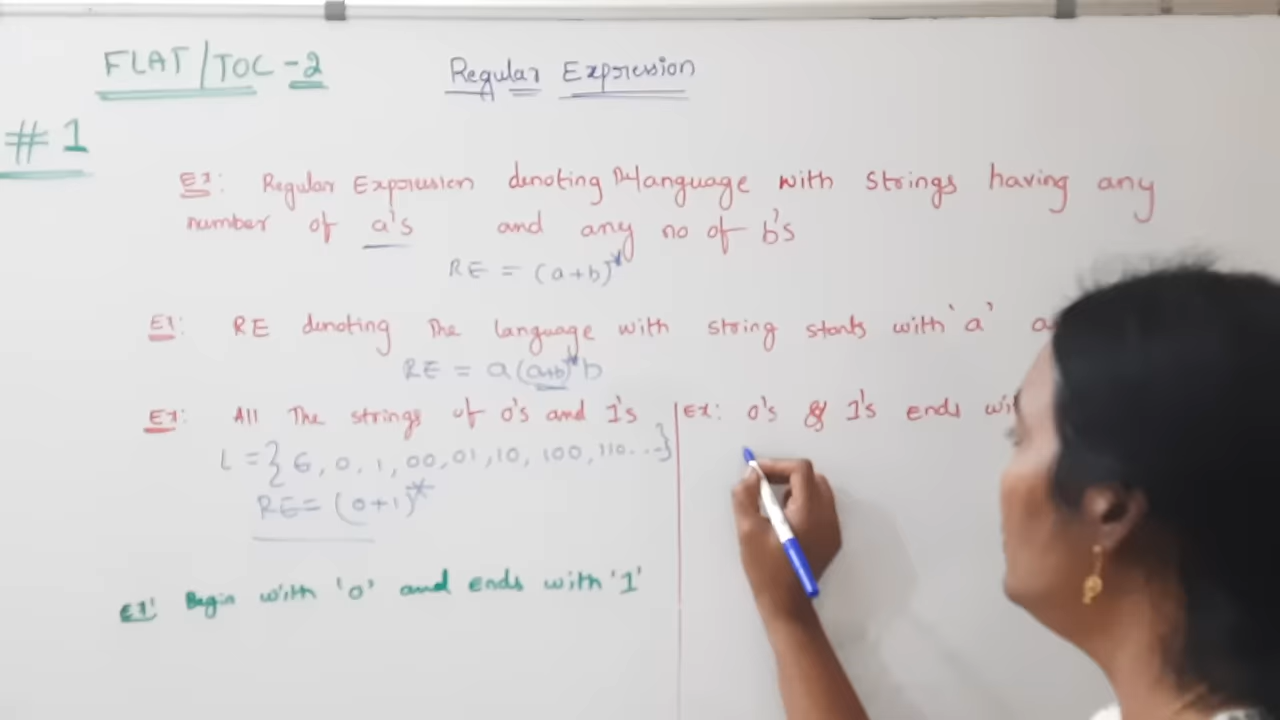 FLAT/TOC-2
Regular Expression
#1
Ex: Regular Expression denoting The language with strings having any
number of a's and any no of b's
RE = (a+b)*
Ex: RE denoting The language with string starts with 'a'
RE = a(a+b)*b
Ex: All The strings of 0's and 1's
L = {ϵ, 0, 1, 00, 01, 10, 100, 110...}
RE = (0+1)*
Ex: 0's & 1's ends
Ex: Begin with '0' and ends with '1'